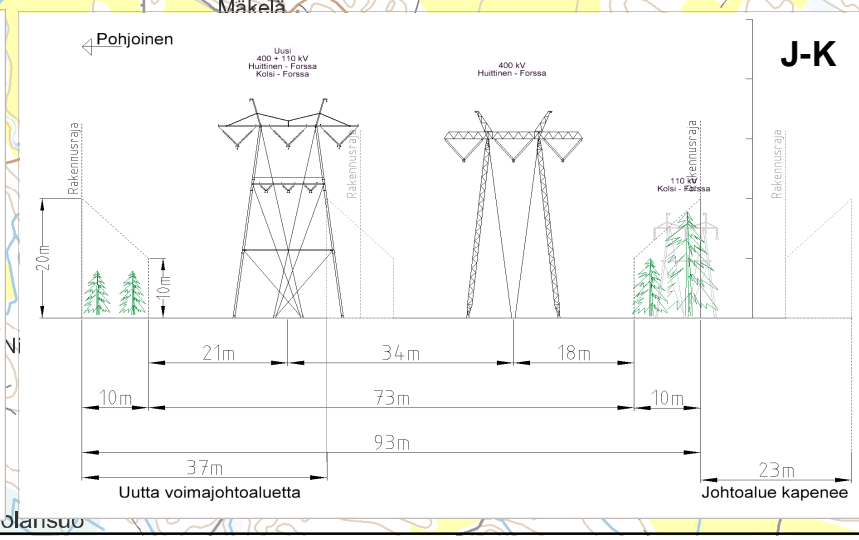 Mäkelä
Pohjoinen
J-K
Uusi
400 + 110 kV
Huittinen - Forssa
Kolsi - Forssa
400 kV
Huittinen - Forssa
Rakennusraja
Rakennusraja
Rakennusraja
Rakennusraja
110 kV
Kolsi - Forssa
20m
10m
21m
34m
18m
10m
73m
10m
93m
37m
23m
Uutta voimajohtoaluetta
Johtoalue kapenee